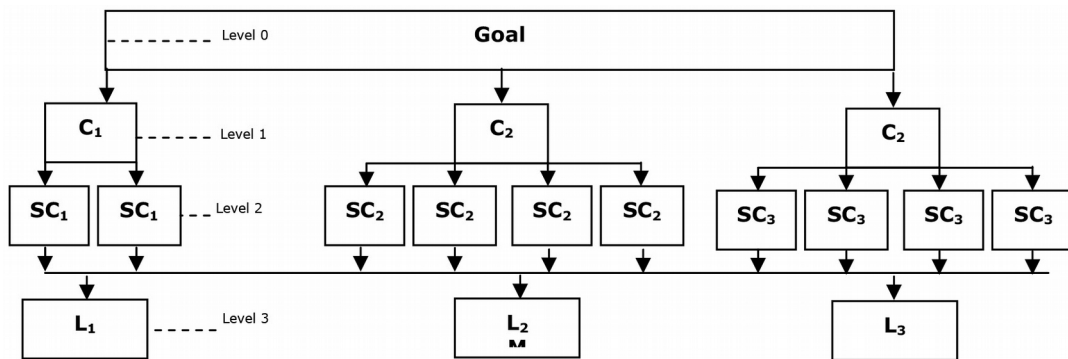 Level 0
Goal
C₁
Level 1
C₂
C₂
SC₁
SC₁
Level 2
SC₂
SC₂
SC₂
SC₂
SC₃
SC₃
SC₃
SC₃
L₁
Level 3
L₂
L₃